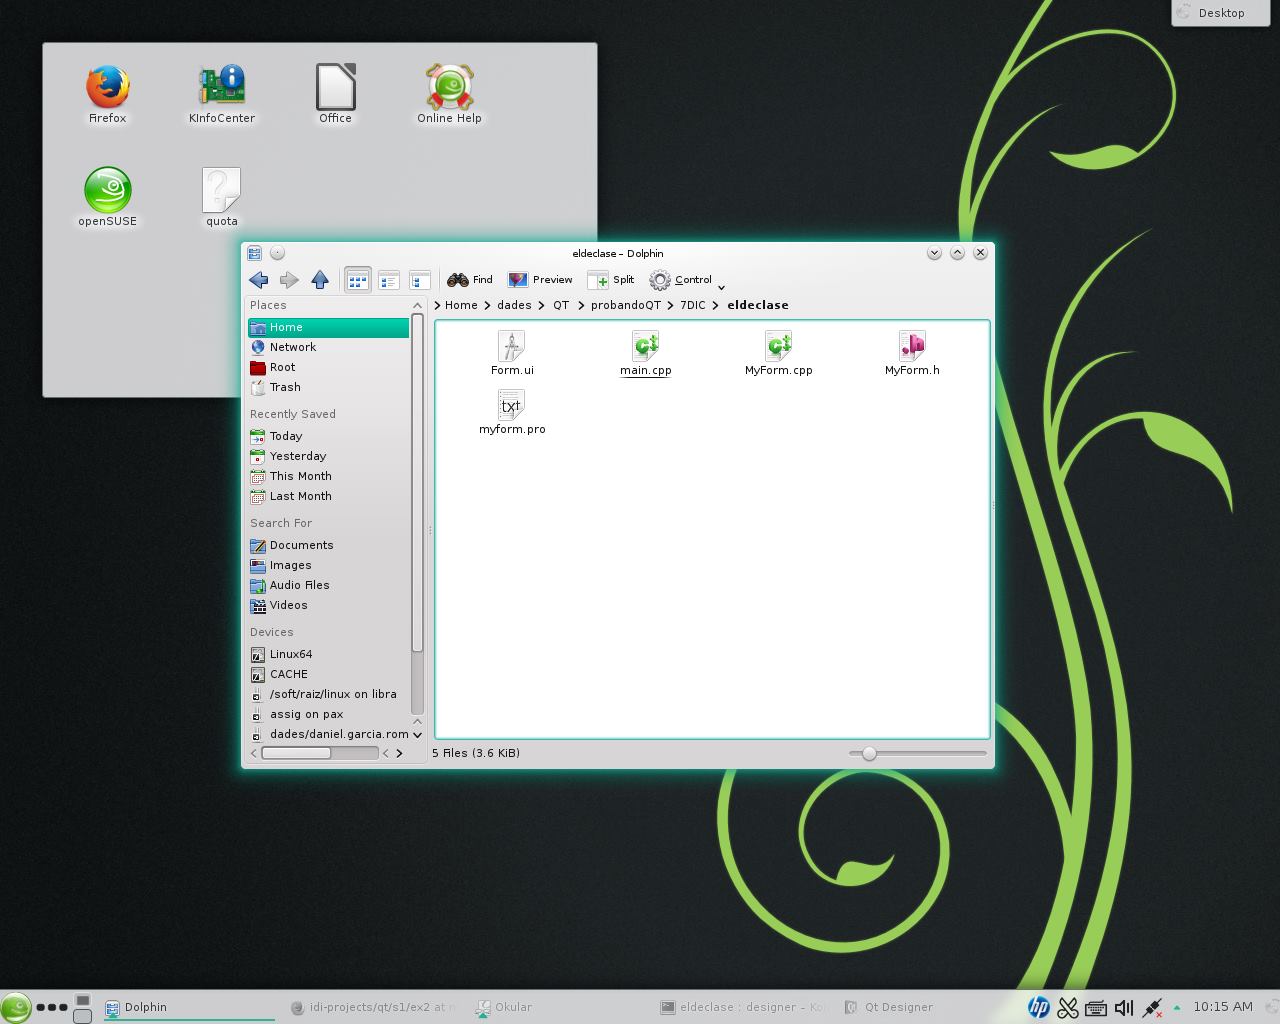 Desktop
Firefox
KInfoCenter
Office
Online Help
openSUSE
quota
eldeclase – Dolphin
Find
Preview
Split
Control
Places
Home
Network
Root
Trash
Recently Saved
Today
Yesterday
This Month
Last Month
Search For
Documents
Images
Audio Files
Videos
Devices
Linux64
CACHE
/soft/raiz/linux on libra
assig on pax
dades/daniel.garcia.rom
Home > dades > QT > probandoQT > 7DIC > eldeclase
Form.ui
main.cpp
MyForm.cpp
MyForm.h
txt
myform.pro
5 Files (3.6 KiB)
Dolphin
idi-projects/qt/s1/ex2 at
Okular
eldeclase : designer –
Qt Designer
hp
10:15 AM